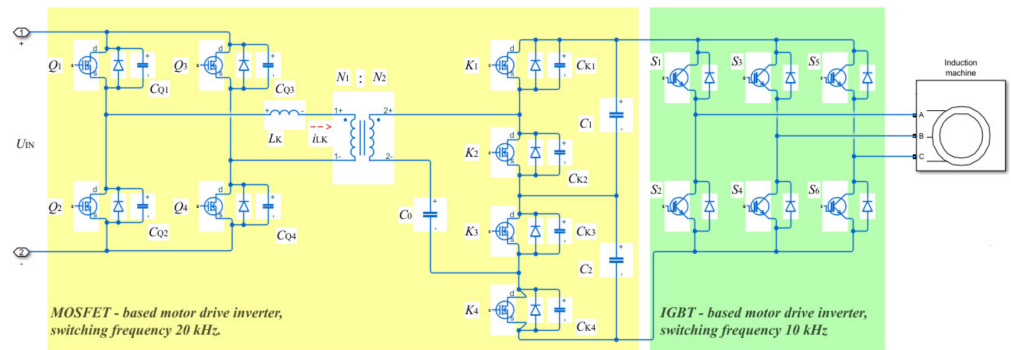 1
+
Q1
d
s
CQ1
Q3
d
s
CQ3
UIN
LK
iLK
N1 : N2
1+
1-
2+
2-
K1
d
s
CK1
C1
K2
d
s
CK2
S1
S3
S5
Induction
machine
A
B
C
Q2
d
s
CQ2
Q4
d
s
CQ4
C0
K3
d
s
CK3
C2
K4
d
s
CK4
S2
S4
S6
2
-
MOSFET - based motor drive inverter,
switching frequency 20 kHz.
IGBT - based motor drive inverter,
switching frequency 10 kHz